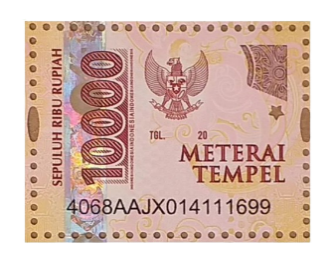 SEPULUH RIBU RUPIAH
10000
TGL. 20
METERAI
TEMPEL
4068AAJX014111699